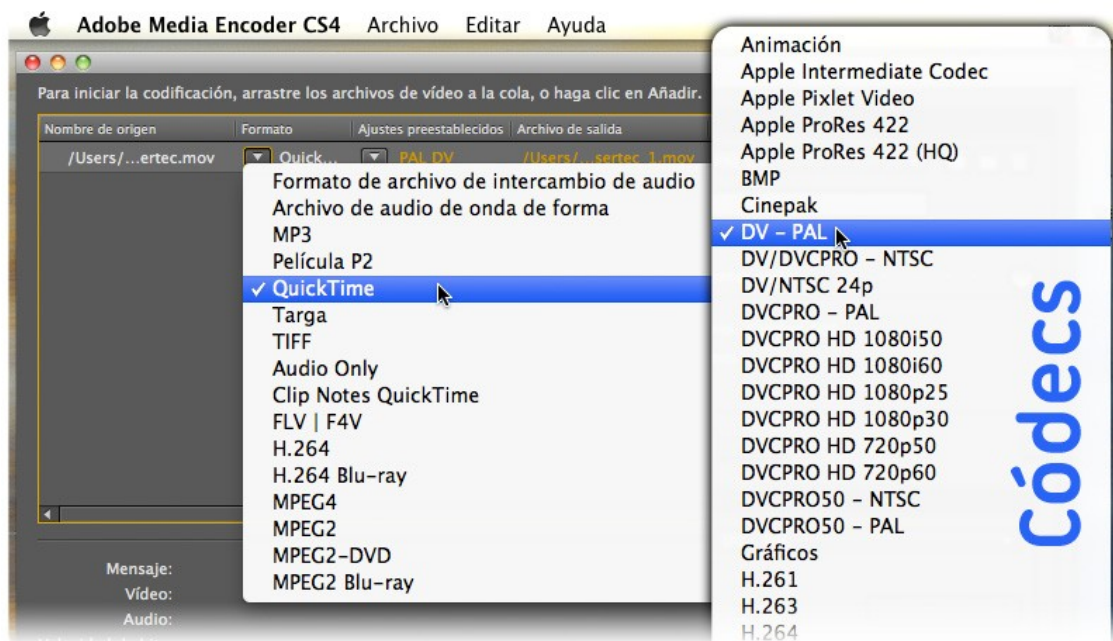 Adobe Media Encoder CS4 Archivo Editar Ayuda
Para iniciar la codificación, arrastre los archivos de vídeo a la cola, o haga clic en Añadir.
Nombre de origen Formato Ajustes preestablecidos Archivo de salida
/Users/...ertec.mov Quick... PAL DV /Users/...sertec_1.mov
Formato de archivo de intercambio de audio
Archivo de audio de onda de forma
MP3
Película P2
✓ QuickTime
Targa
TIFF
Audio Only
Clip Notes QuickTime
FLV | F4V
H.264
H.264 Blu-ray
MPEG4
MPEG2
MPEG2-DVD
MPEG2 Blu-ray
Mensaje:
Vídeo:
Audio:
Animación
Apple Intermediate Codec
Apple Pixlet Video
Apple ProRes 422
Apple ProRes 422 (HQ)
BMP
Cinepak
✓ DV - PAL
DV/DVCPRO - NTSC
DV/NTSC 24p
DVCPRO - PAL
DVCPRO HD 1080i50
DVCPRO HD 1080i60
DVCPRO HD 1080p25
DVCPRO HD 1080p30
DVCPRO HD 720p50
DVCPRO HD 720p60
DVCPRO50 - NTSC
DVCPRO50 - PAL
Gráficos
H.261
H.263
H.264
Códecs